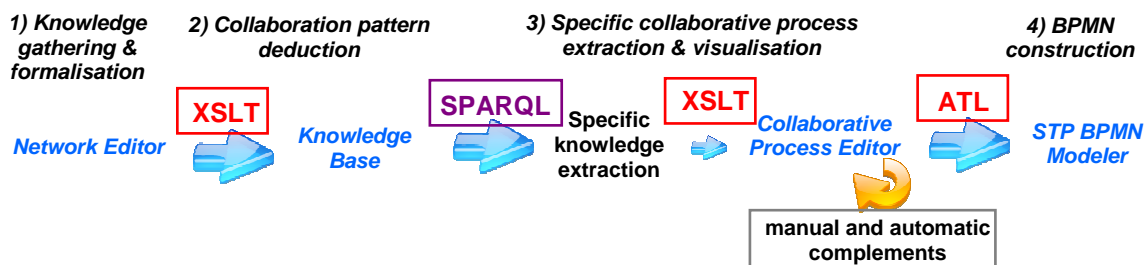 1) Knowledge
gathering &
formalisation
2) Collaboration pattern
deduction
3) Specific collaborative process
extraction & visualisation
4) BPMN
construction
XSLT
SPARQL
XSLT
ATL
Network Editor
Knowledge
Base
Specific
knowledge
extraction
Collaborative
Process Editor
STP BPMN
Modeler
manual and automatic
complements